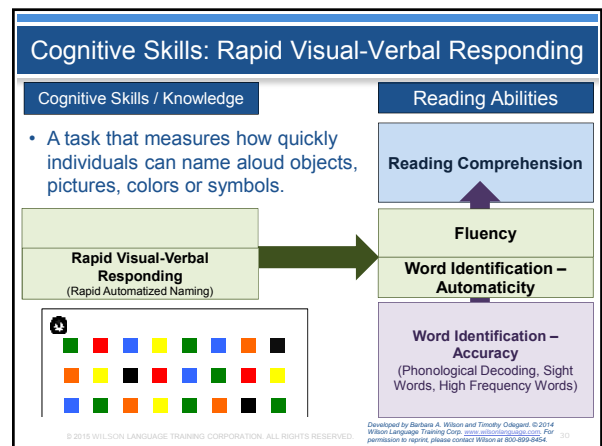 Cognitive Skills: Rapid Visual-Verbal Responding
Cognitive Skills / Knowledge
• A task that measures how quickly
individuals can name aloud objects,
pictures, colors or symbols.
Rapid Visual-Verbal
Responding
(Rapid Automatized Naming)
Reading Abilities
Reading Comprehension
Fluency
Word Identification –
Automaticity
Word Identification –
Accuracy
(Phonological Decoding, Sight
Words, High Frequency Words)
© 2015 WILSON LANGUAGE TRAINING CORPORATION. ALL RIGHTS RESERVED.
Developed by Barbara A. Wilson and Timothy Odegard. ©2014
Wilson Language Training Corp. www.wilsonlanguage.com. For
permission to reprint, please contact Wilson at 800-899-8454.
30